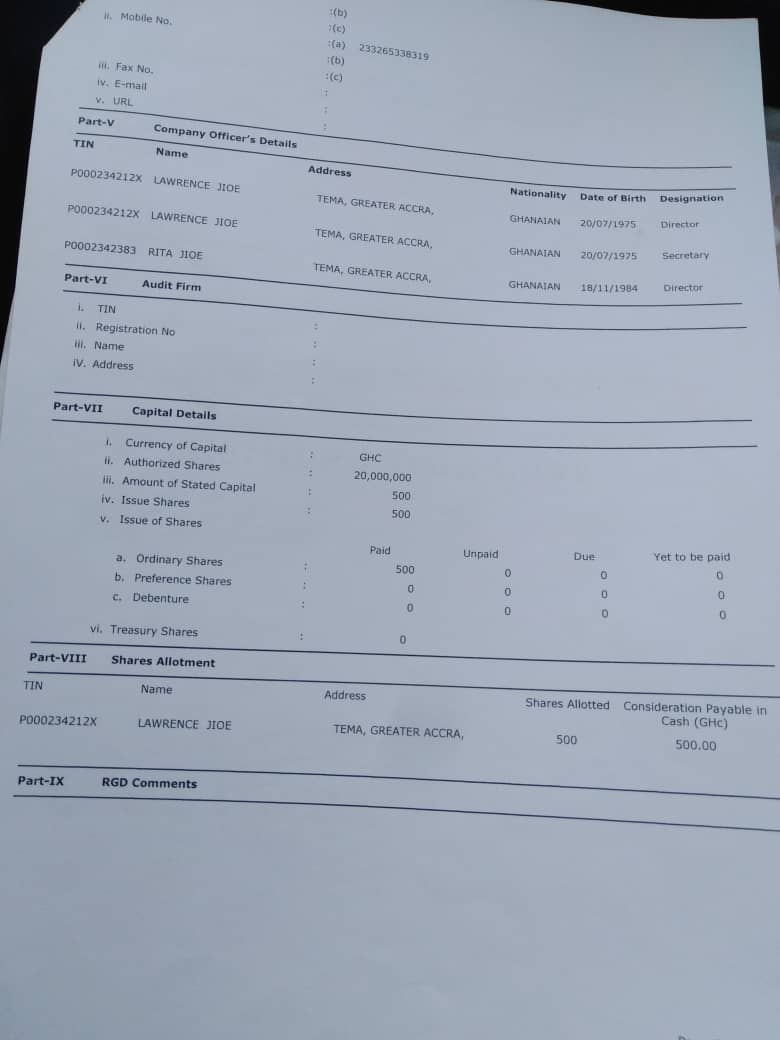 :(b)
ii. Mobile No. :(c)
:(a) 233265338319
:(b)
iii. Fax No. :(c)
iv. E-mail :
v. URL :
:
Part-V Company Officer's Details
TIN Name Address Nationality Date of Birth Designation
P000234212X LAWRENCE JIOE TEMA, GREATER ACCRA, GHANAIAN 20/07/1975 Director
P000234212X LAWRENCE JIOE TEMA, GREATER ACCRA, GHANAIAN 20/07/1975 Secretary
P0002342383 RITA JIOE TEMA, GREATER ACCRA, GHANAIAN 18/11/1984 Director
Part-VI Audit Firm
i. TIN :
ii. Registration No :
iii. Name :
iV. Address :
Part-VII Capital Details
i. Currency of Capital : GHC
ii. Authorized Shares : 20,000,000
iii. Amount of Stated Capital : 500
iv. Issue Shares : 500
v. Issue of Shares
Paid Unpaid Due Yet to be paid
a. Ordinary Shares : 500 0 0 0
b. Preference Shares : 0 0 0 0
c. Debenture : 0 0 0 0
vi. Treasury Shares : 0
Part-VIII Shares Allotment
TIN Name Address Shares Allotted Consideration Payable in
Cash (GHc)
P000234212X LAWRENCE JIOE TEMA, GREATER ACCRA, 500 500.00
Part-IX RGD Comments